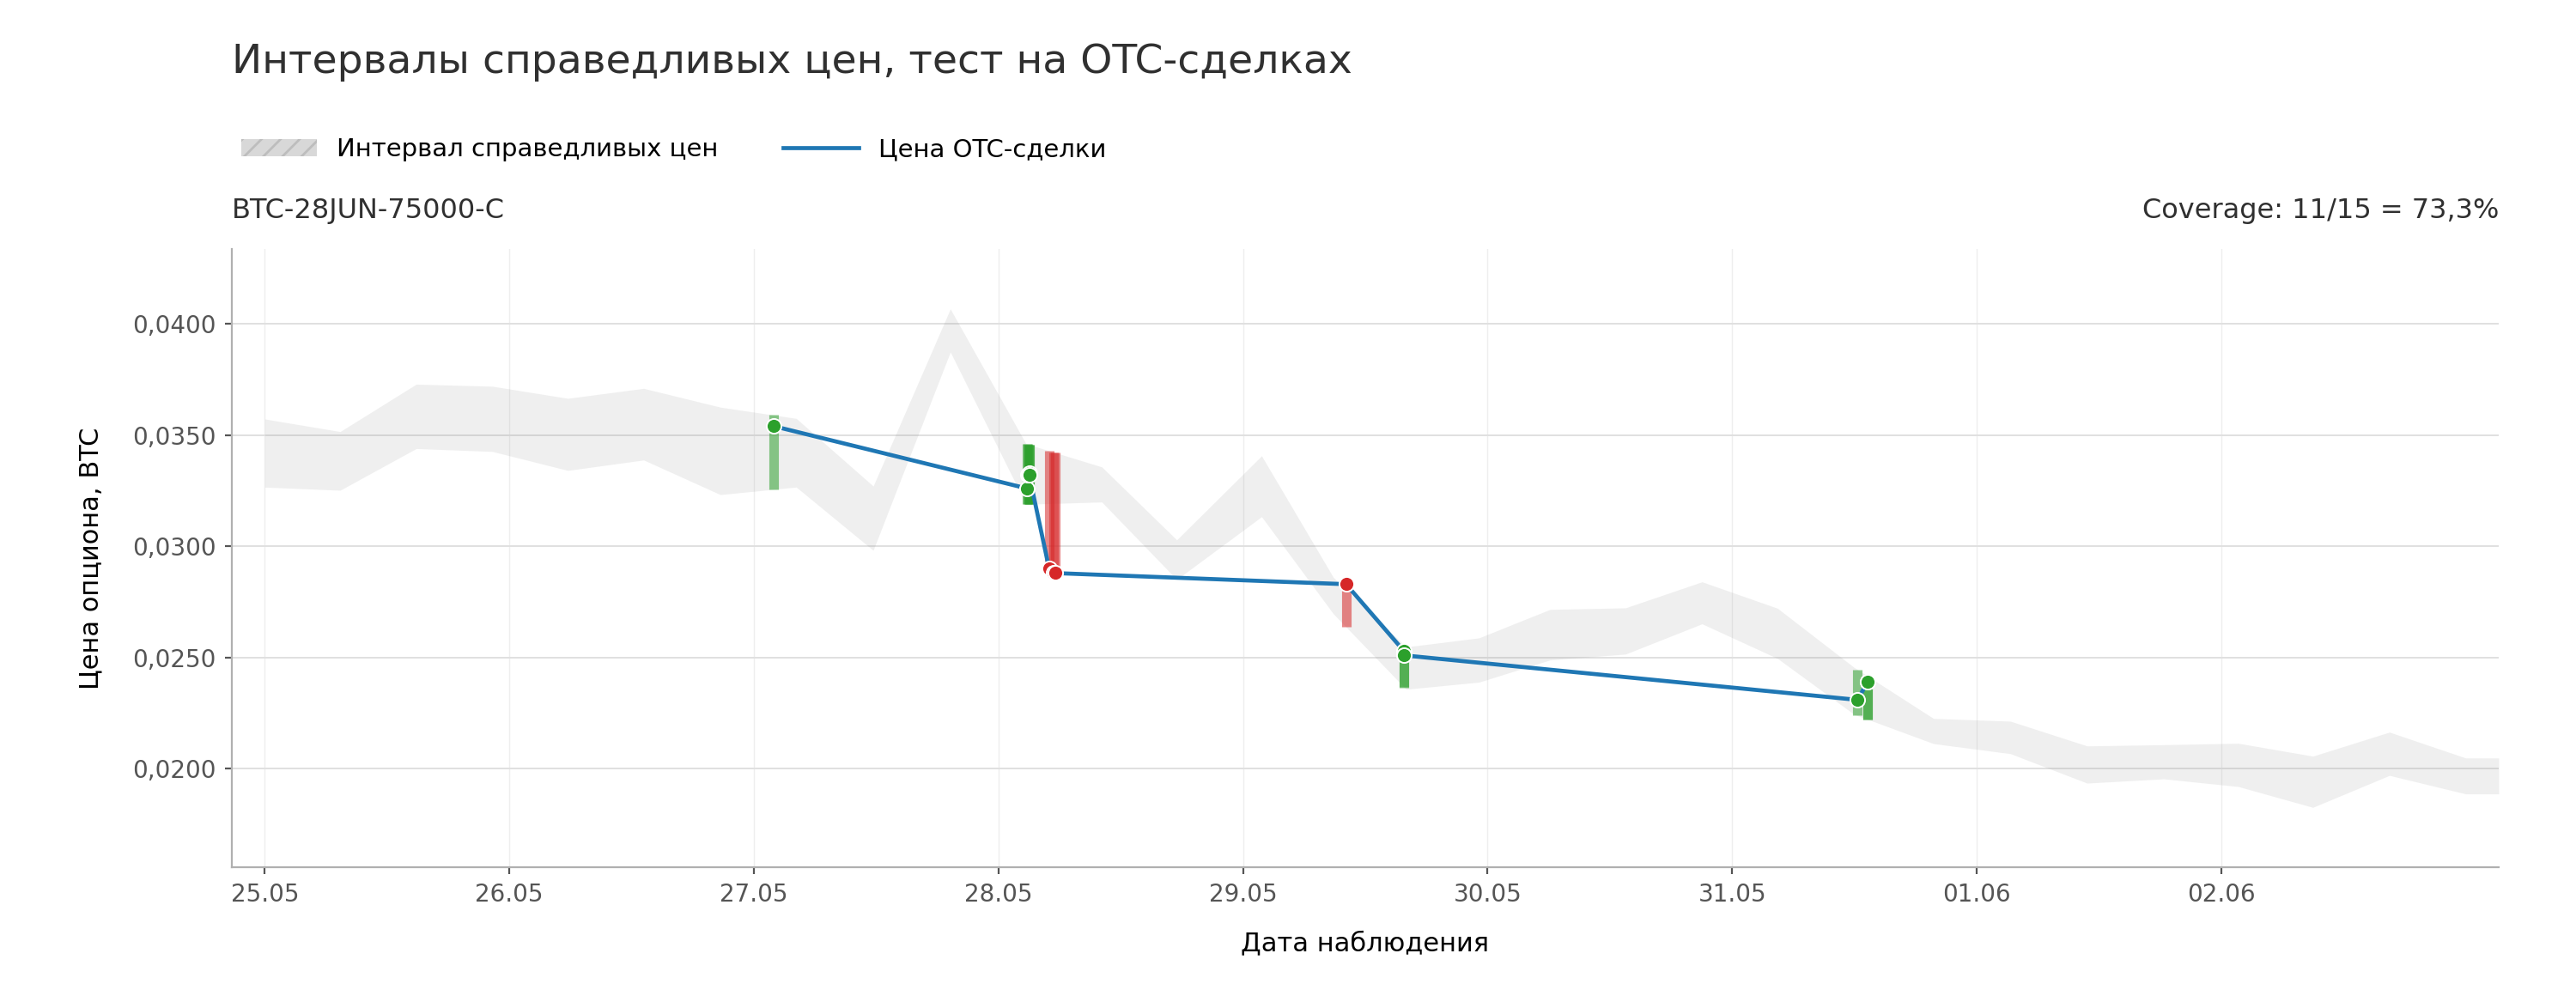 Интервалы справедливых цен, тест на OTC-сделках
Интервал справедливых цен
Цена OTC-сделки
BTC-28JUN-75000-C
Coverage: 11/15 = 73,3%
Цена опциона, BTC
0,0400
0,0350
0,0300
0,0250
0,0200
25.05 26.05 27.05 28.05 29.05 30.05 31.05 01.06 02.06
Дата наблюдения